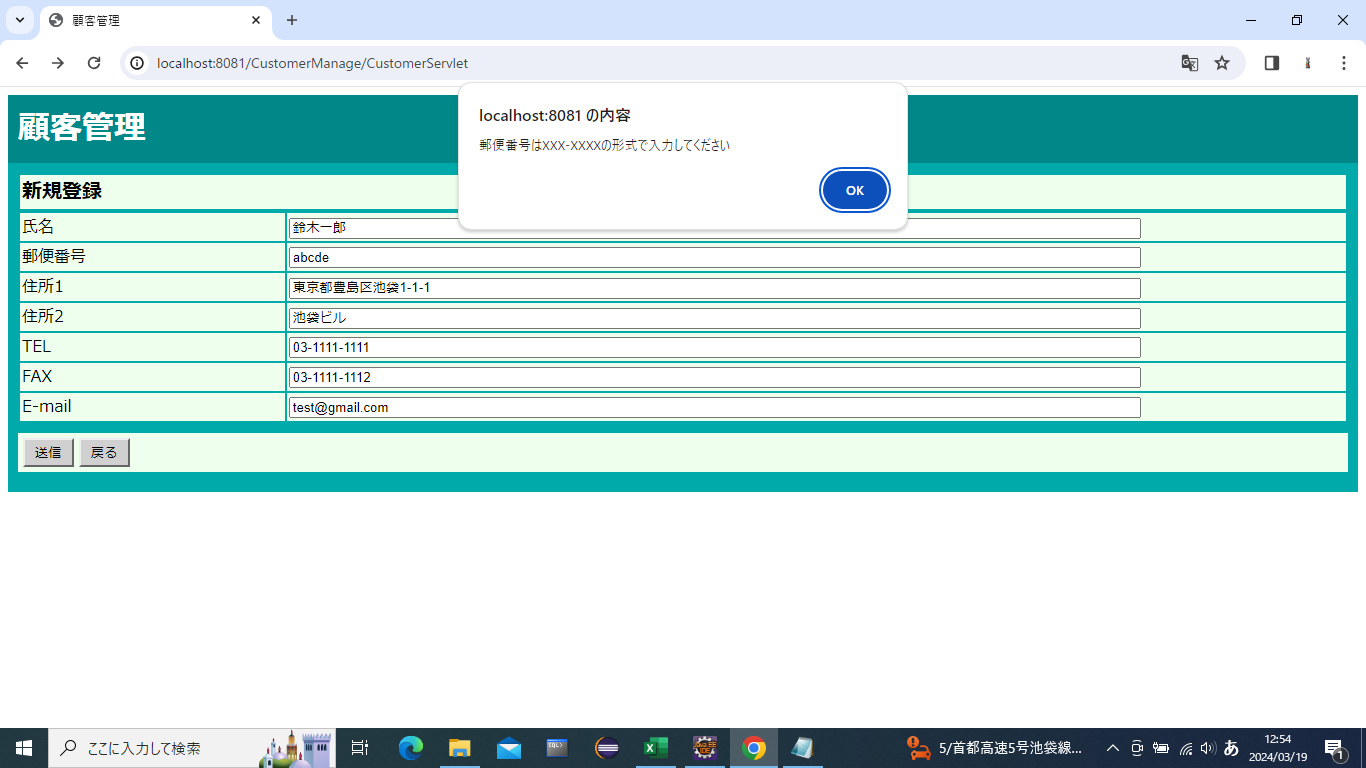 顧客管理
localhost:8081/CustomerManage/CustomerServlet
顧客管理
localhost:8081 の内容
郵便番号はXXX-XXXXの形式で入力してください
OK
新規登録
氏名 鈴木一郎
郵便番号 abcde
住所1 東京都豊島区池袋1-1-1
住所2 池袋ビル
TEL 03-1111-1111
FAX 03-1111-1112
E-mail test@gmail.com
送信 戻る
ここに入力して検索
5/首都高速5号池袋線...
あ
12:54
2024/03/19
1